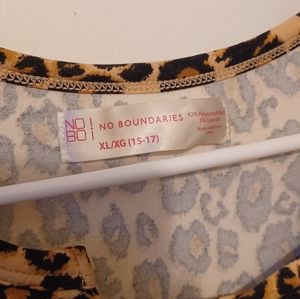 NO!
BO!
NO BOUNDARIES
XL/XG (15-17)